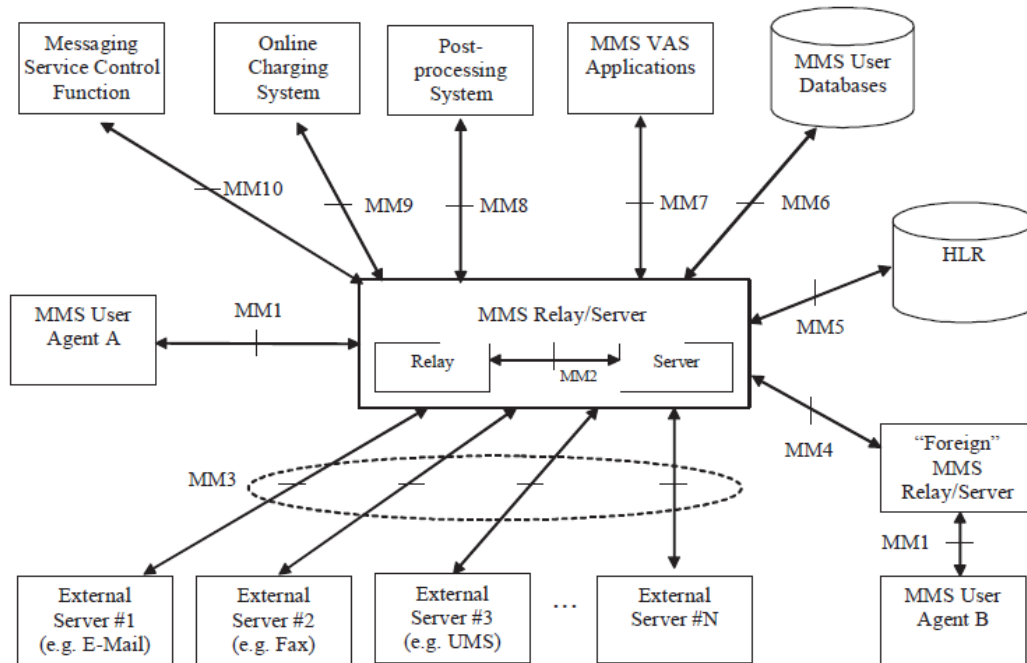 Messaging
Service Control
Function
Online
Charging
System
Post-
processing
System
MMS VAS
Applications
MMS User
Databases
MM10
MM9
MM8
MM7
MM6
HLR
MMS User
Agent A
MM1
MMS Relay/Server
Relay
MM2
Server
MM5
MM4
“Foreign”
MMS
Relay/Server
MM3
MM1
External
Server #1
(e.g. E-Mail)
External
Server #2
(e.g. Fax)
External
Server #3
(e.g. UMS)
…
External
Server #N
MMS User
Agent B